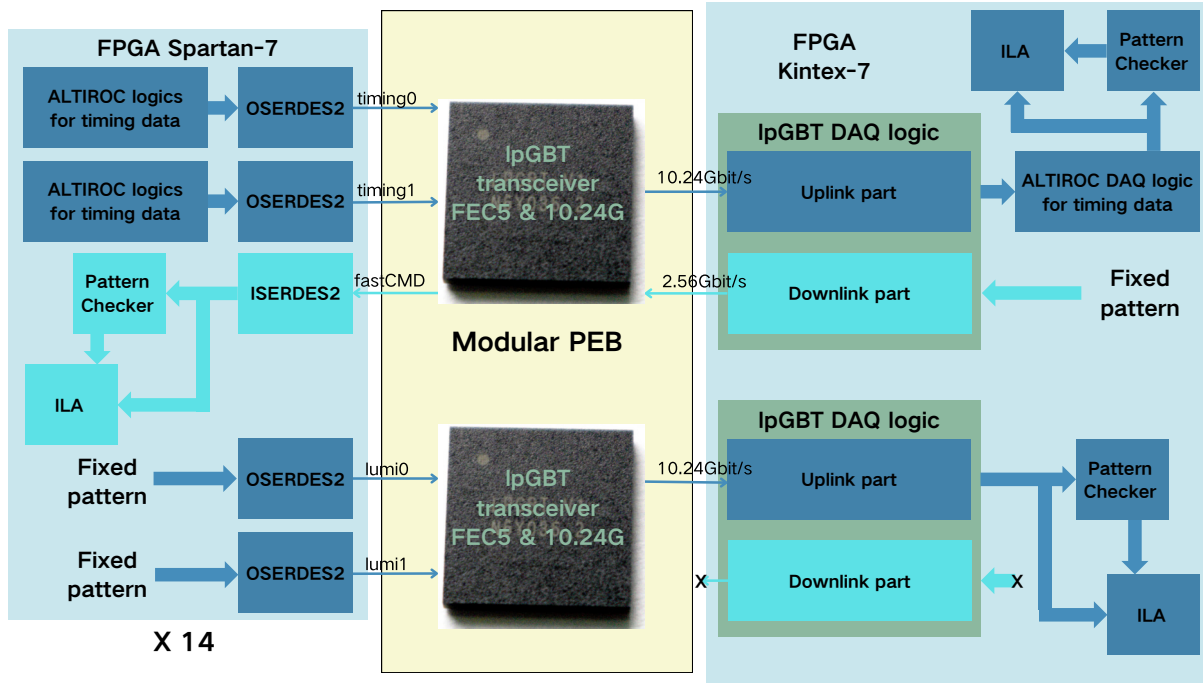 FPGA Spartan-7
ALTIROC logics
for timing data
OSERDES2
timing0
ALTIROC logics
for timing data
OSERDES2
timing1
Pattern
Checker
ISERDES2
fastCMD
ILA
Fixed
pattern
OSERDES2
lumi0
Fixed
pattern
OSERDES2
lumi1
X 14
lpGBT
transceiver
FEC5 & 10.24G
Modular PEB
lpGBT
transceiver
FEC5 & 10.24G
FPGA
Kintex-7
ILA
Pattern
Checker
lpGBT DAQ logic
10.24Gbit/s
Uplink part
ALTIROC DAQ logic
for timing data
2.56Gbit/s
Downlink part
Fixed
pattern
lpGBT DAQ logic
10.24Gbit/s
Uplink part
Pattern
Checker
X
Downlink part
X
ILA